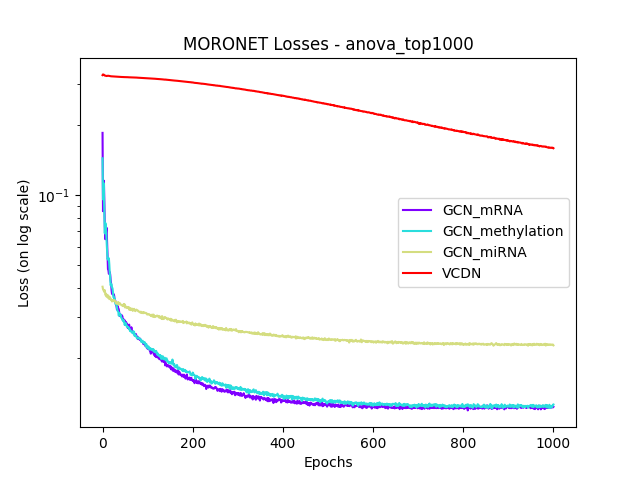 MORONET Losses - anova_top1000
Loss (on log scale)
10⁻¹
GCN_mRNA
GCN_methylation
GCN_miRNA
VCDN
0 200 400 600 800 1000
Epochs